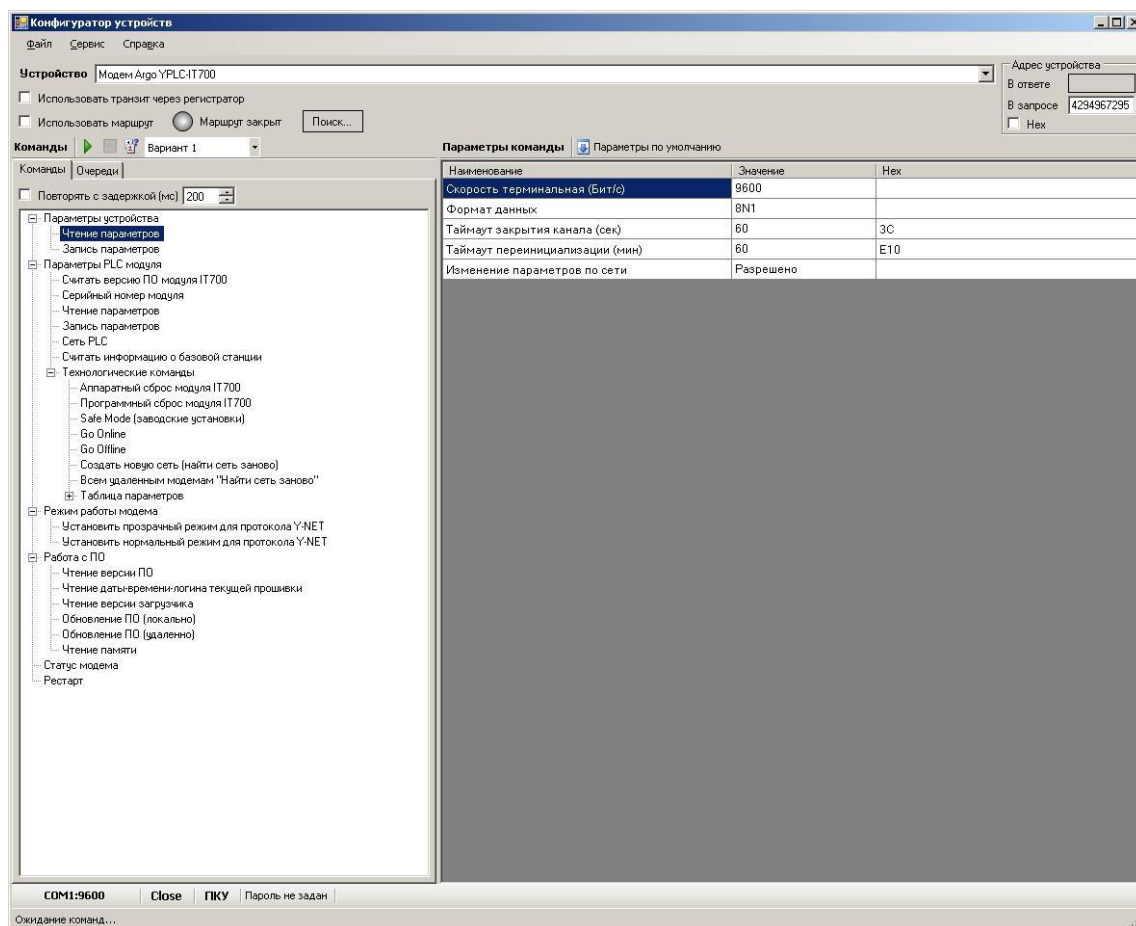 Конфигуратор устройств
Файл Сервис Справка
Устройство Модем Argo YPLC-IT700
Адрес устройства
В ответе
Использовать транзит через регистратор
В запросе 4294967295
Использовать маршрут Маршрут закрыт Поиск...
Hex
Команды Вариант 1
Параметры команды Параметры по умолчанию
Команды Очереди
Повторять с задержкой (мс) 200
Параметры устройства
Чтение параметров
Запись параметров
Параметры PLC модуля
Считать версию ПО модуля IT700
Серийный номер модуля
Чтение параметров
Запись параметров
Сеть PLC
Считать информацию о базовой станции
Технологические команды
Аппаратный сброс модуля IT700
Программный сброс модуля IT700
Safe Mode (заводские установки)
Go Online
Go Offline
Создать новую сеть (найти сеть заново)
Всем удаленным модемам "Найти сеть заново"
Таблица параметров
Режим работы модема
Установить прозрачный режим для протокола Y-NET
Установить нормальный режим для протокола Y-NET
Работа с ПО
Чтение версии ПО
Чтение даты-времени-логина текущей прошивки
Чтение версии загрузчика
Обновление ПО (локально)
Обновление ПО (удаленно)
Чтение памяти
Статус модема
Рестарт
Наименование Значение Hex
Скорость терминальная (Бит/с) 9600
Формат данных 8N1
Таймаут закрытия канала (сек) 60 3C
Таймаут переинициализации (мин) 60 E10
Изменение параметров по сети Разрешено
COM1:9600 Close ПКУ Пароль не задан
Ожидание команд...